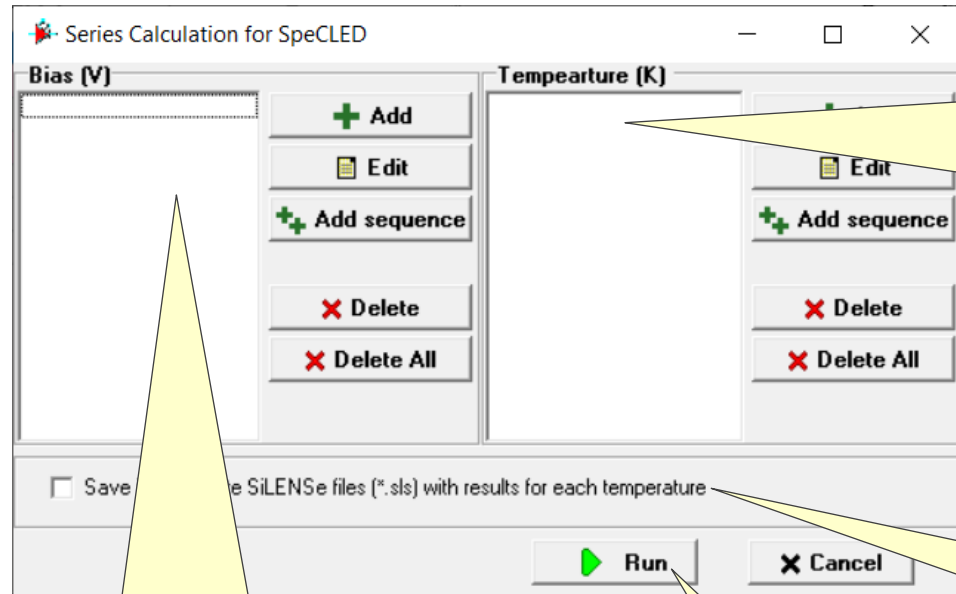 Series Calculation for SpeCLED
Bias (V)
Tempearture (K)
Add
Edit
Edit
Add sequence
Add sequence
Delete
Delete
Delete All
Delete All
Save e SiLENSe files (*.sls) with results for each temperature
Run
Cancel